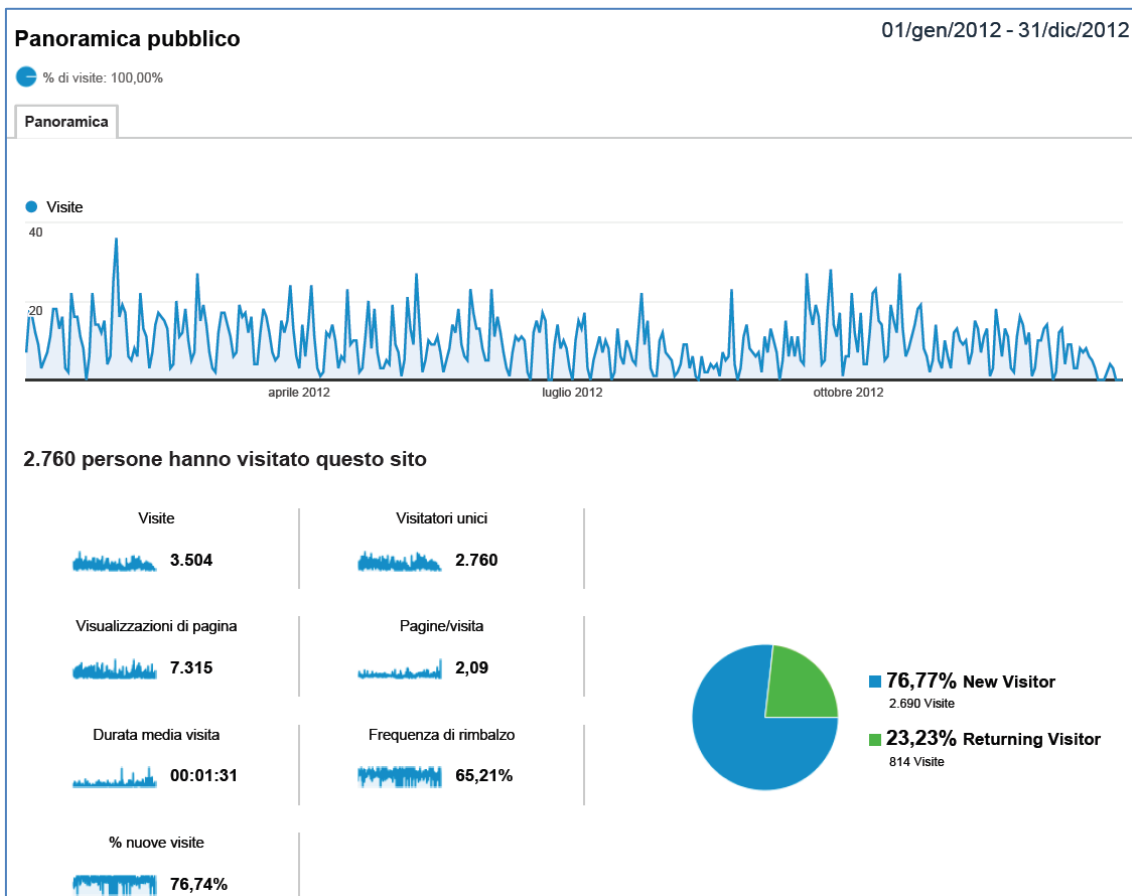 Panoramica pubblico
01/gen/2012 - 31/dic/2012
% di visite: 100,00%
Panoramica
Visite
40
20
aprile 2012
luglio 2012
ottobre 2012
2.760 persone hanno visitato questo sito
Visite
3.504
Visitatori unici
2.760
Visualizzazioni di pagina
7.315
Pagine/visita
2,09
Durata media visita
00:01:31
Frequenza di rimbalzo
65,21%
% nuove visite
76,74%
76,77% New Visitor
2.690 Visite
23,23% Returning Visitor
814 Visite